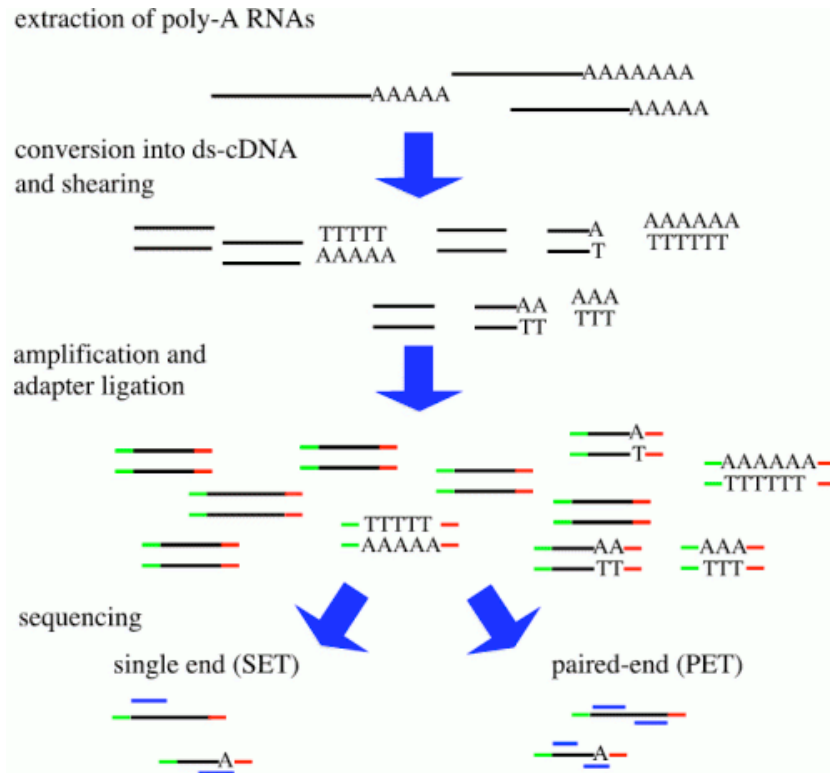 extraction of poly-A RNAs
AAAAAAA
AAAAA
AAAAA
conversion into ds-cDNA
and shearing
TTTTT
AAAAA
A
T
AAAAAA
TTTTTT
AA
TT
AAA
TTT
amplification and
adapter ligation
A
T
AAAAAA
TTTTTT
TTTTT
AAAAA
AA
TT
AAA
TTT
sequencing
single end (SET)
paired-end (PET)
A
A